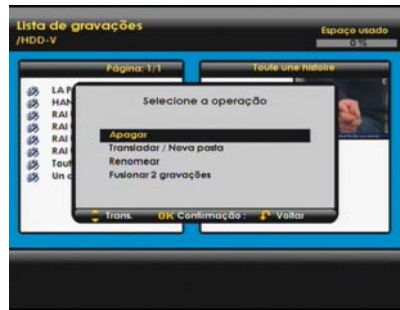 Lista de gravações
/HDD-V
Espaço usado
0 %
Página: 1/1
Toute une histoire
LA P
HAN
RAI
RAI
RAI
RAI
Tout
Un c
Selecione a operação
Apagar
Transladar / Nova pasta
Renomear
Fusionar 2 gravações
Trans.
OK Confirmação :
Voltar